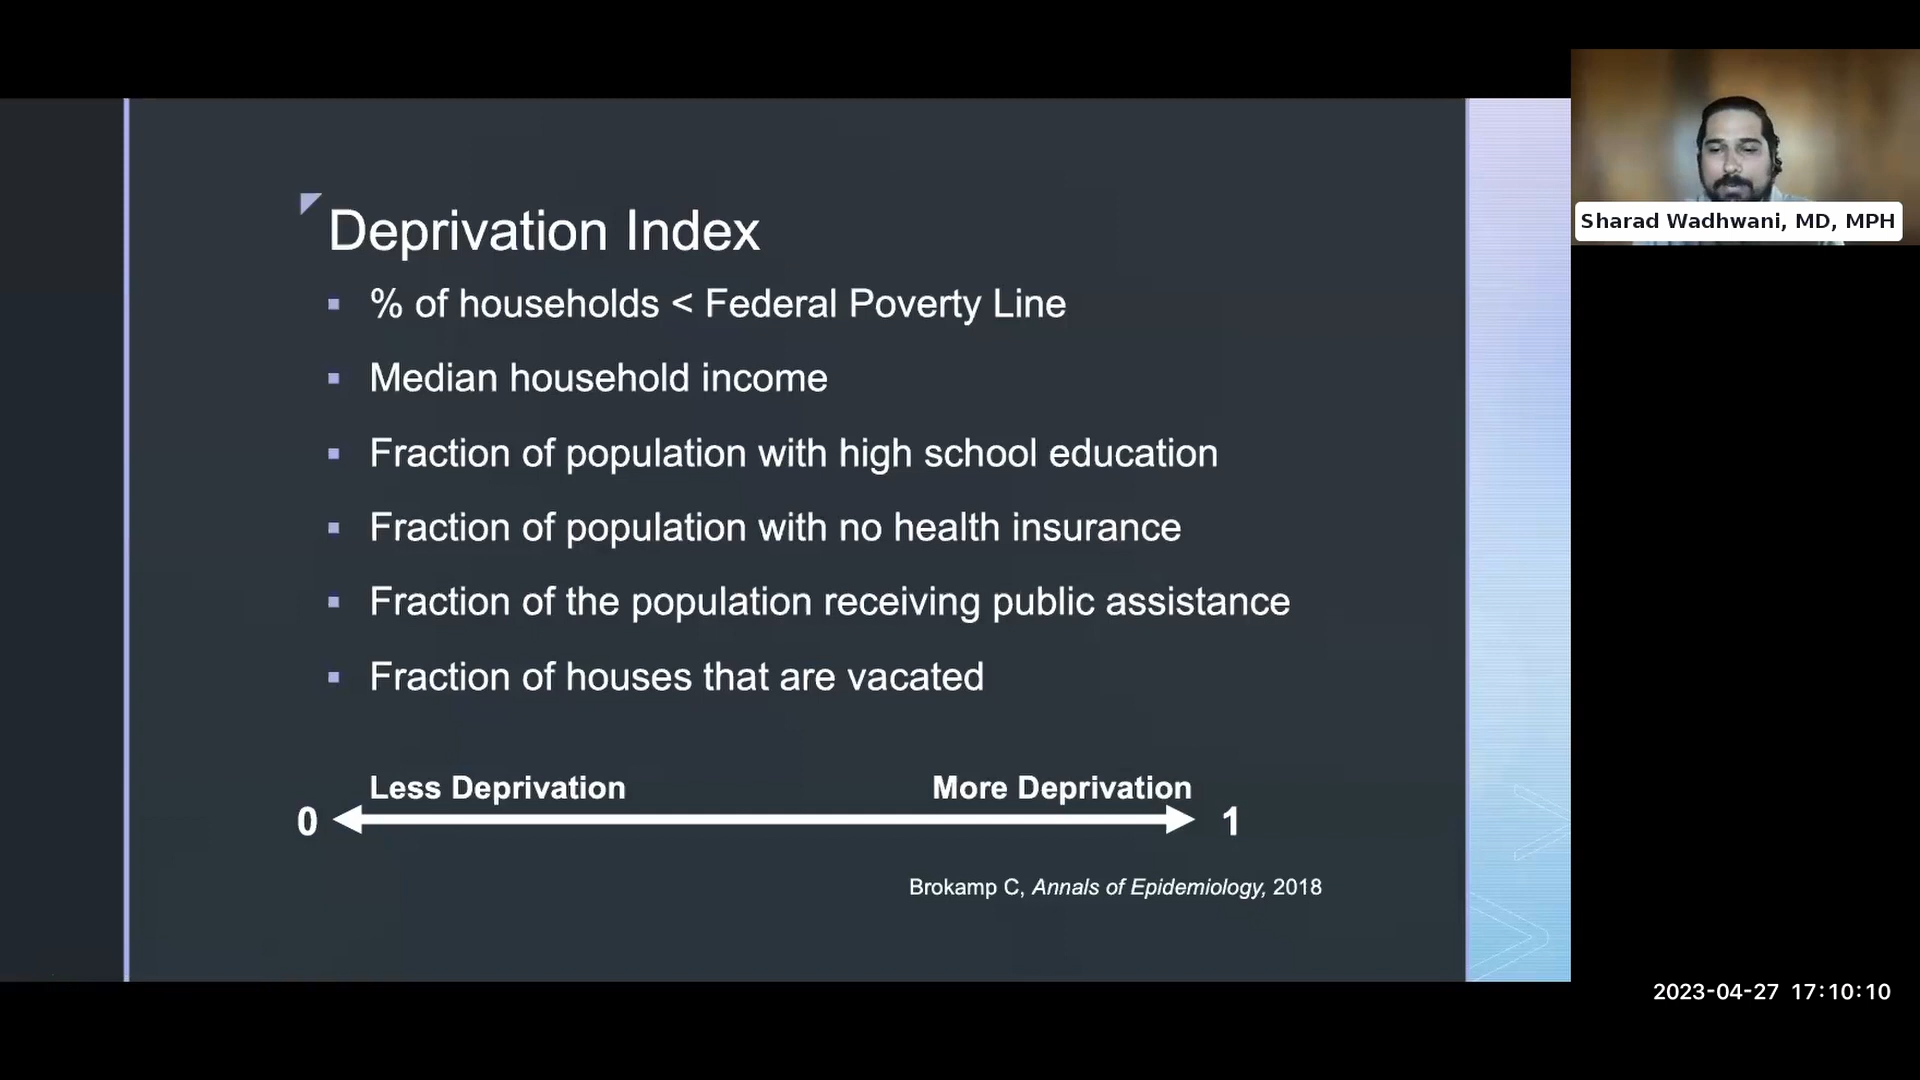 Deprivation Index
% of households < Federal Poverty Line
Median household income
Fraction of population with high school education
Fraction of population with no health insurance
Fraction of the population receiving public assistance
Fraction of houses that are vacated
Less Deprivation More Deprivation
0 1
Brokamp C, Annals of Epidemiology, 2018
Sharad Wadhwani, MD, MPH
2023-04-27 17:10:10